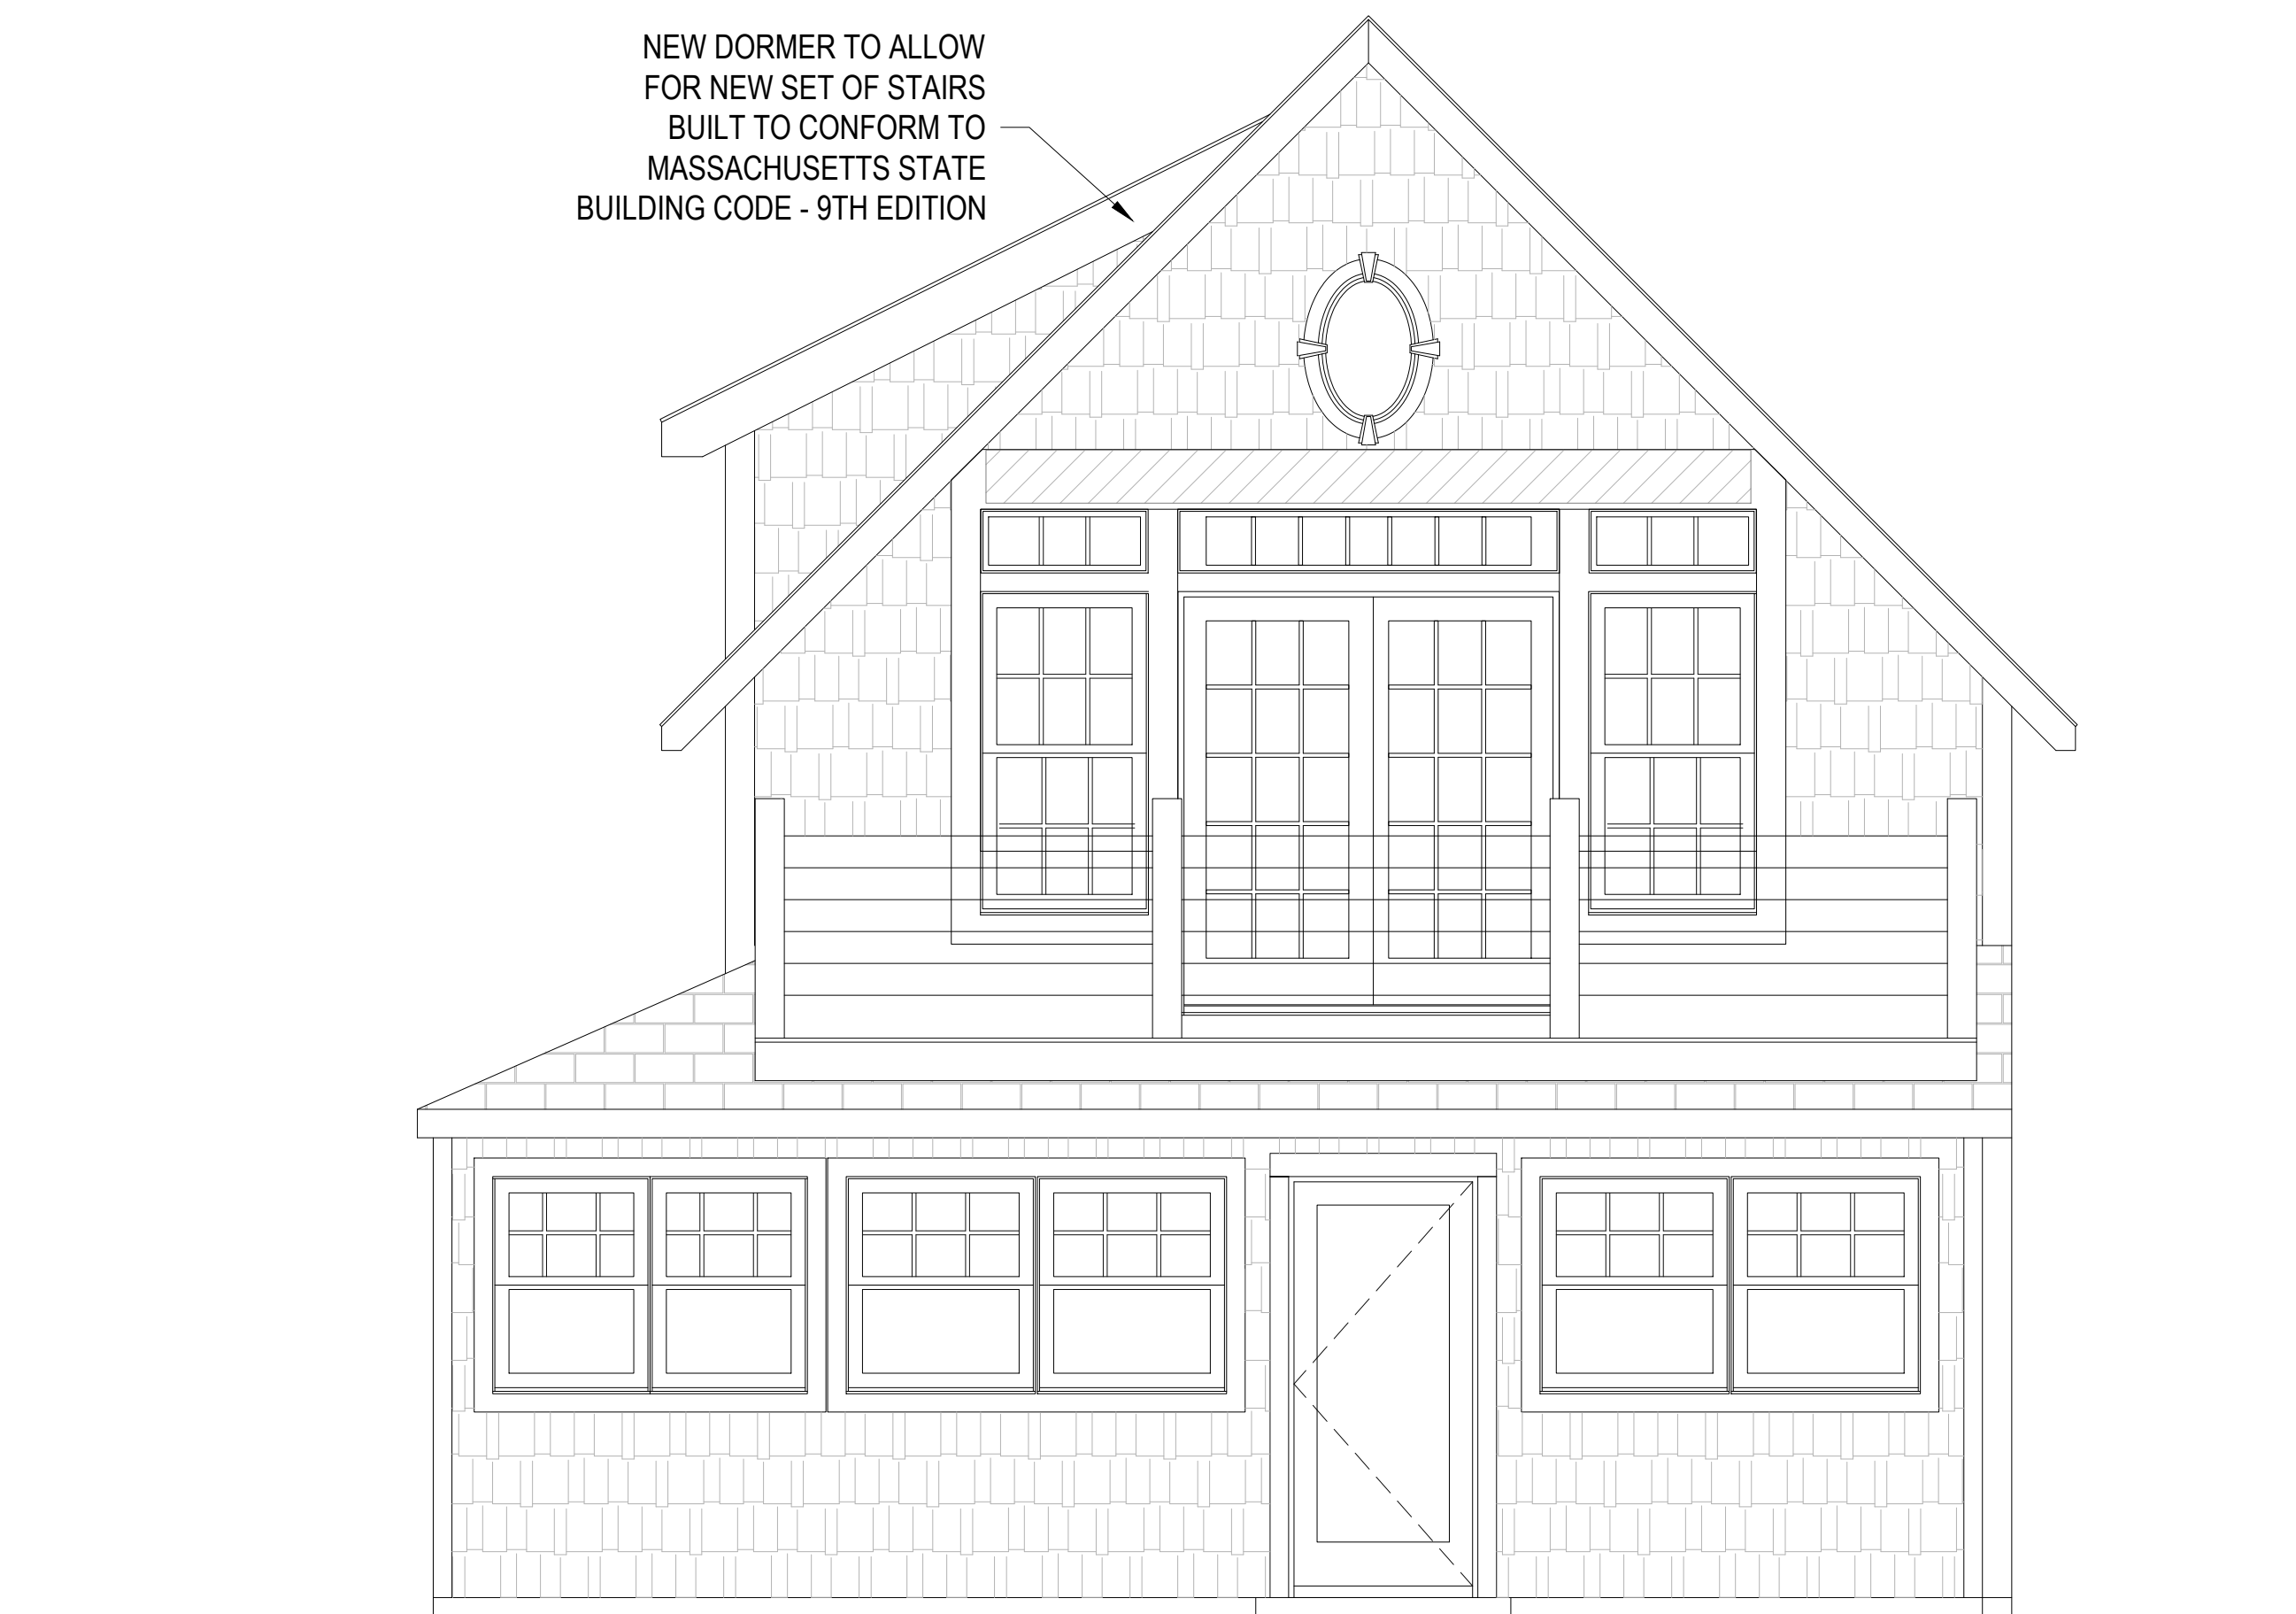 NEW DORMER TO ALLOW
FOR NEW SET OF STAIRS
BUILT TO CONFORM TO
MASSACHUSETTS STATE
BUILDING CODE - 9TH EDITION